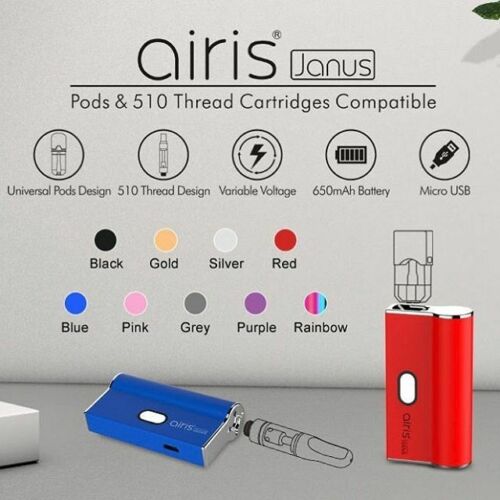 airis® Janus
Pods & 510 Thread Cartridges Compatible
Universal Pods Design 510 Thread Design Variable Voltage 650mAh Battery Micro USB
Black Gold Silver Red
Blue Pink Grey Purple Rainbow
airis
airis